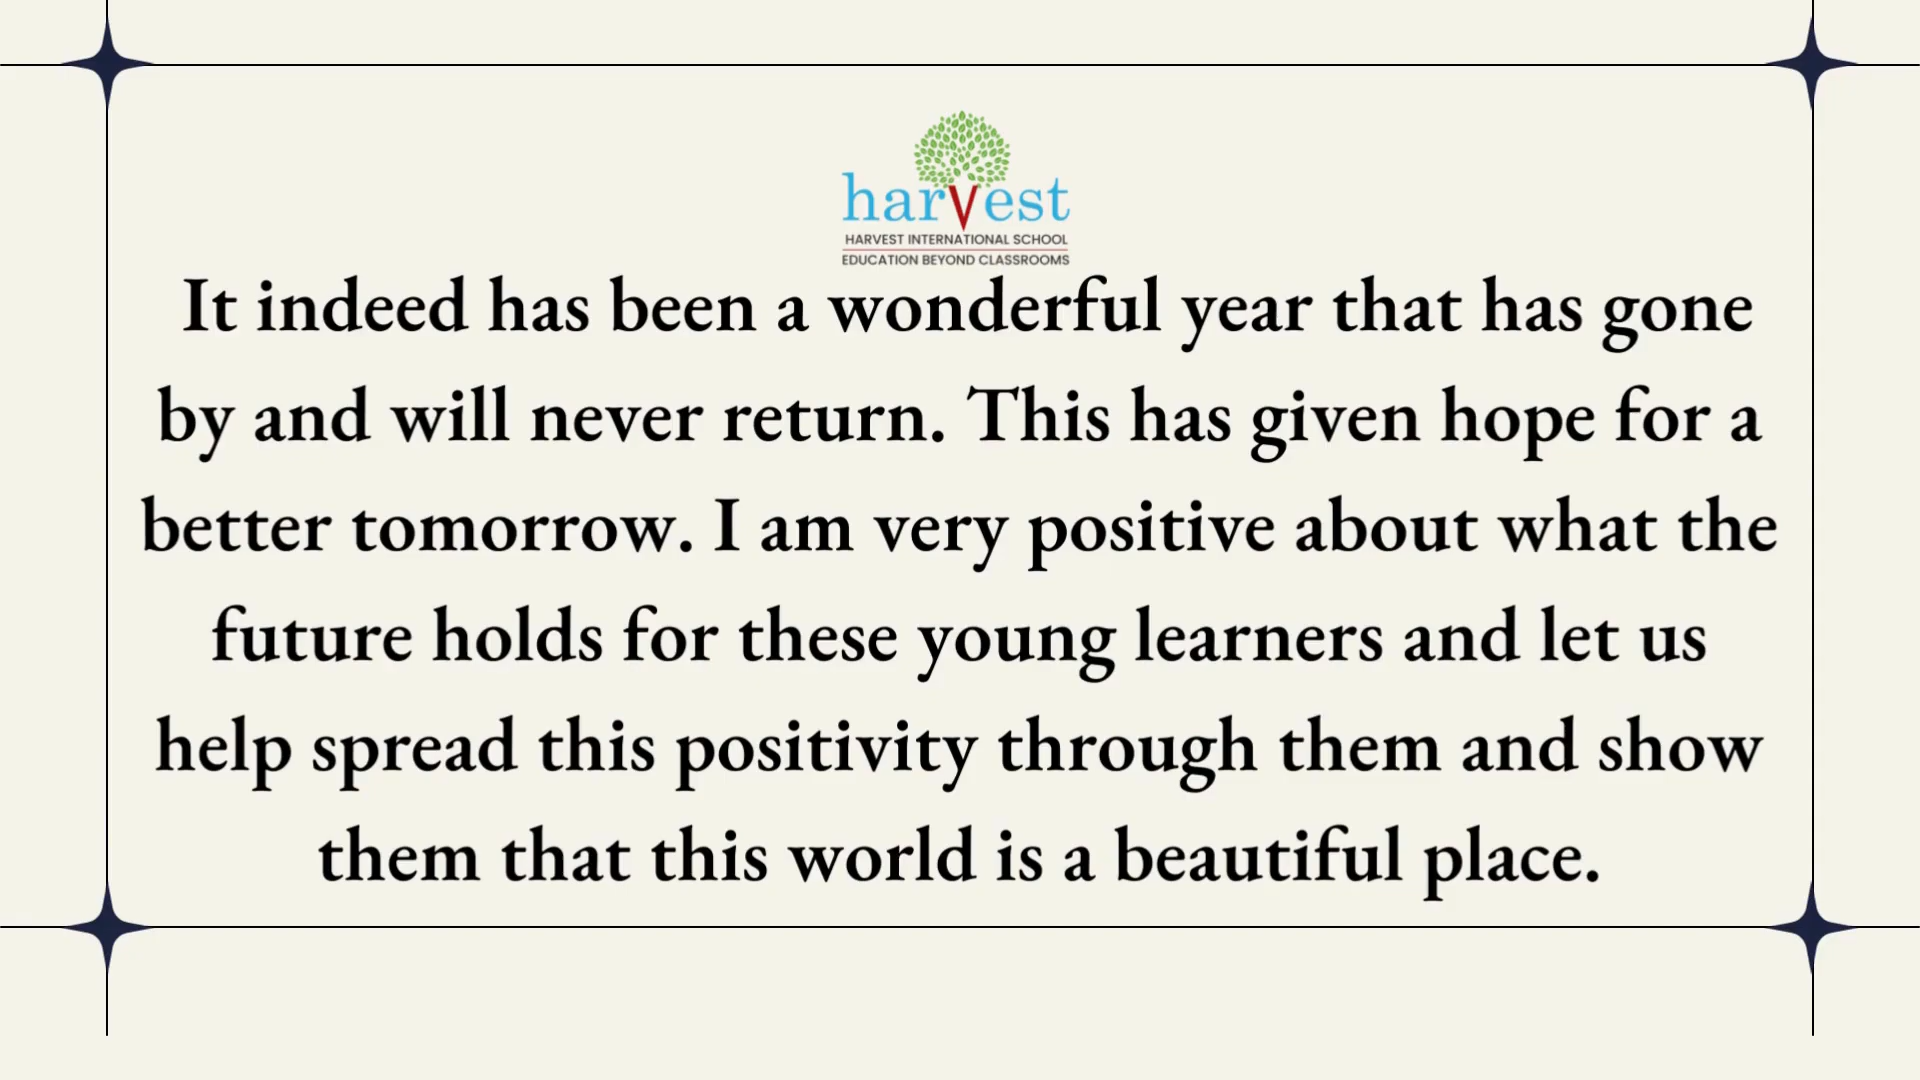 harvest
HARVEST INTERNATIONAL SCHOOL
EDUCATION BEYOND CLASSROOMS
It indeed has been a wonderful year that has gone
by and will never return. This has given hope for a
better tomorrow. I am very positive about what the
future holds for these young learners and let us
help spread this positivity through them and show
them that this world is a beautiful place.